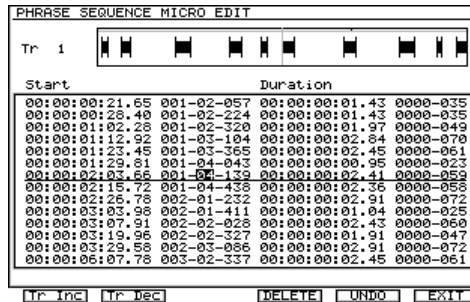 PHRASE SEQUENCE MICRO EDIT
Tr 1
Start Duration
00:00:00:21.65 001-02-057 00:00:00:01.43 0000-035
00:00:00:28.40 001-02-224 00:00:00:01.43 0000-035
00:00:01:02.28 001-02-320 00:00:00:01.97 0000-049
00:00:01:12.92 001-03-104 00:00:00:02.84 0000-070
00:00:01:23.45 001-03-365 00:00:00:02.45 0000-061
00:00:01:29.81 001-04-043 00:00:00:00.95 0000-023
00:00:02:03.66 001-04-139 00:00:00:02.41 0000-059
00:00:02:15.72 001-04-438 00:00:00:02.36 0000-058
00:00:02:26.78 002-01-232 00:00:00:02.91 0000-072
00:00:03:03.98 002-01-411 00:00:00:01.04 0000-025
00:00:03:07.91 002-02-028 00:00:00:02.43 0000-060
00:00:03:19.96 002-02-327 00:00:00:01.91 0000-047
00:00:03:29.58 002-03-086 00:00:00:02.91 0000-072
00:00:06:07.78 003-02-337 00:00:00:02.45 0000-061
Tr Inc Tr Dec DELETE UNDO EXIT